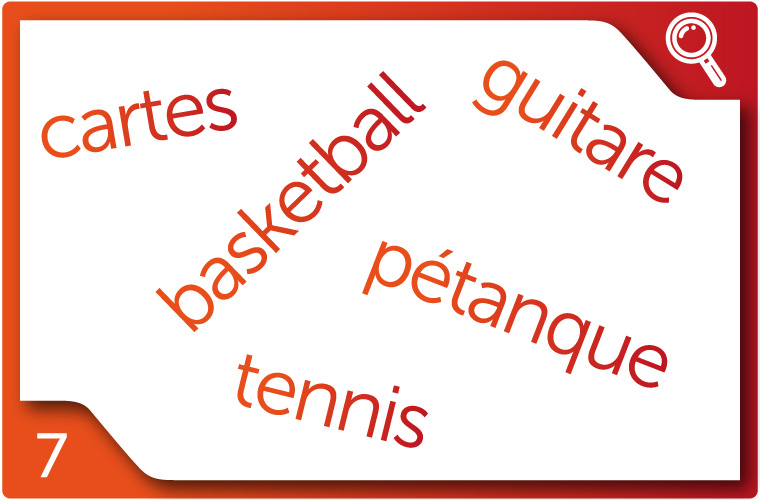 cartes
basketball
guitare
pétanque
tennis
7